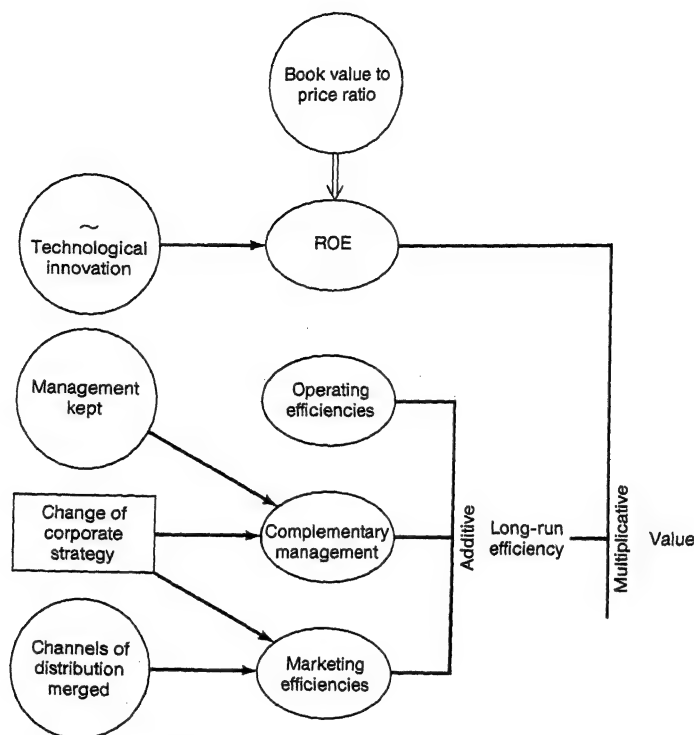 Book value to
price ratio
~
Technological
innovation
ROE
Management
kept
Operating
efficiencies
Change of
corporate
strategy
Complementary
management
Additive
Long-run
efficiency
Multiplicative
Value
Channels of
distribution
merged
Marketing
efficiencies